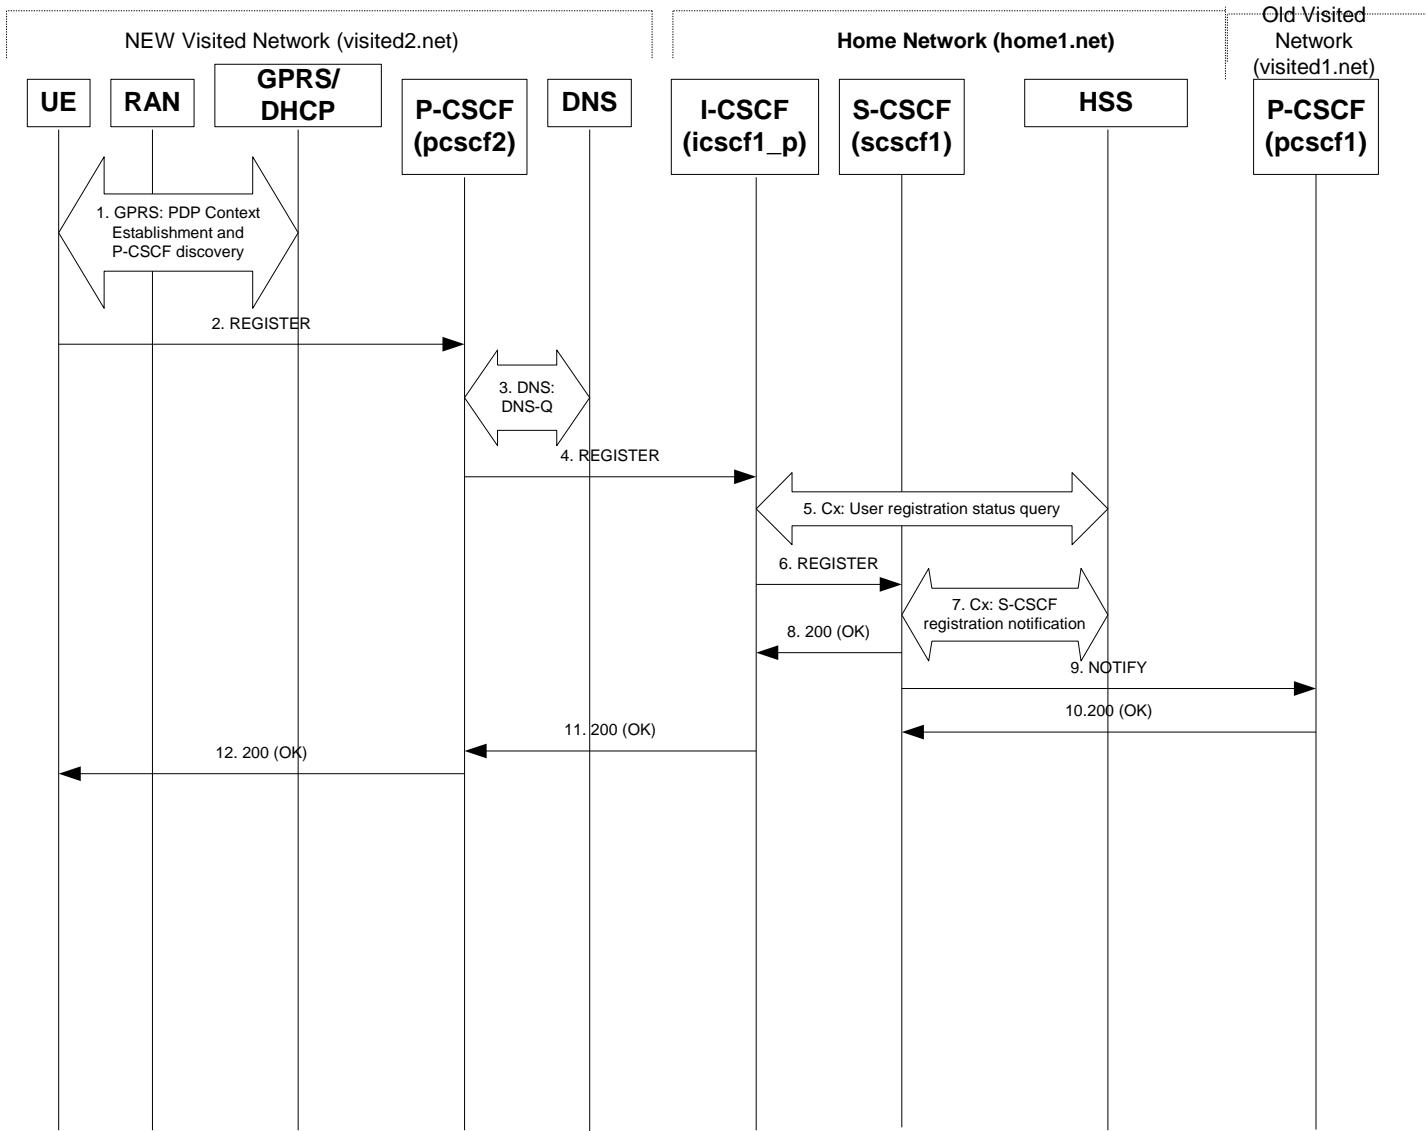 NEW Visited Network (visited2.net)
Home Network (home1.net)
Old Visited
Network
(visited1.net)
UE
RAN
GPRS/
DHCP
P-CSCF
(pcscf2)
DNS
I-CSCF
(icscf1_p)
S-CSCF
(scscf1)
HSS
P-CSCF
(pcscf1)
1. GPRS: PDP Context
Establishment and
P-CSCF discovery
2. REGISTER
3. DNS:
DNS-Q
4. REGISTER
5. Cx: User registration status query
6. REGISTER
7. Cx: S-CSCF
registration notification
8. 200 (OK)
9. NOTIFY
10.200 (OK)
11. 200 (OK)
12. 200 (OK)